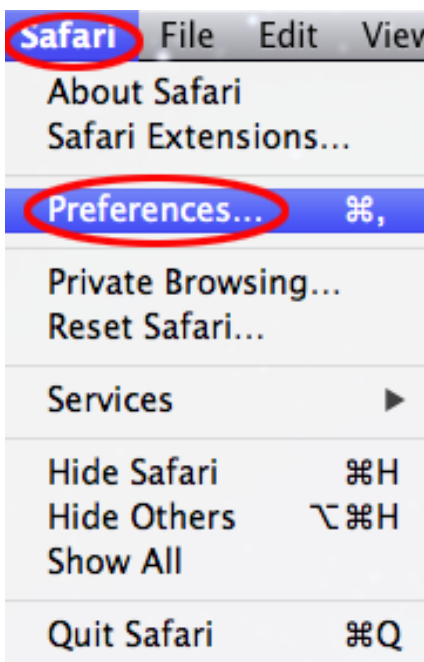 Safari File Edit View
About Safari
Safari Extensions…
Preferences… ⌘,
Private Browsing…
Reset Safari…
Services ▶
Hide Safari ⌘H
Hide Others ⌥⌘H
Show All
Quit Safari ⌘Q